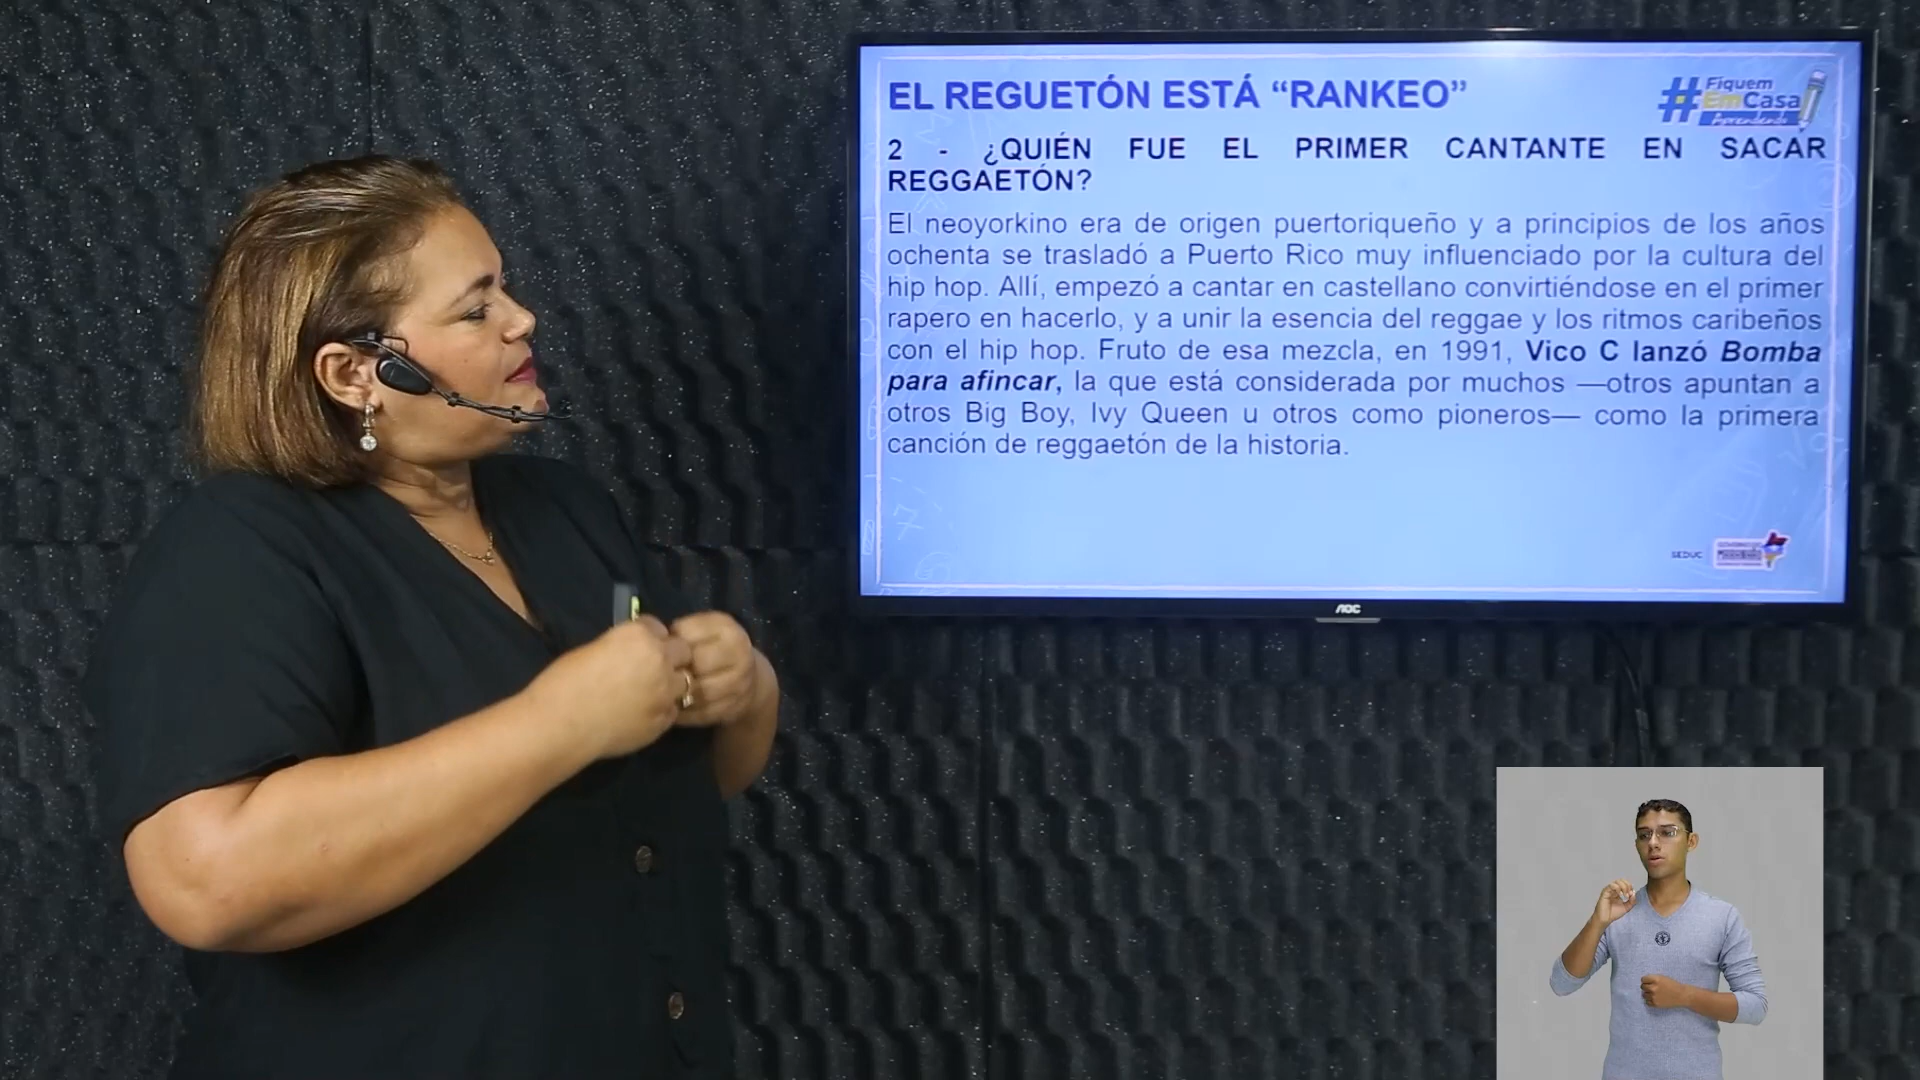 EL REGUETÓN ESTÁ “RANKEO”
#Fiquem
EmCasa
Aprendendo
2 - ¿QUIÉN FUE EL PRIMER CANTANTE EN SACAR
REGGAETÓN?
El neoyorkino era de origen puertoriqueño y a principios de los años
ochenta se trasladó a Puerto Rico muy influenciado por la cultura del
hip hop. Allí, empezó a cantar en castellano convirtiéndose en el primer
rapero en hacerlo, y a unir la esencia del reggae y los ritmos caribeños
con el hip hop. Fruto de esa mezcla, en 1991, Vico C lanzó Bomba
para afincar, la que está considerada por muchos —otros apuntan a
otros Big Boy, Ivy Queen u otros como pioneros— como la primera
canción de reggaetón de la historia.
SEDUC
AOC